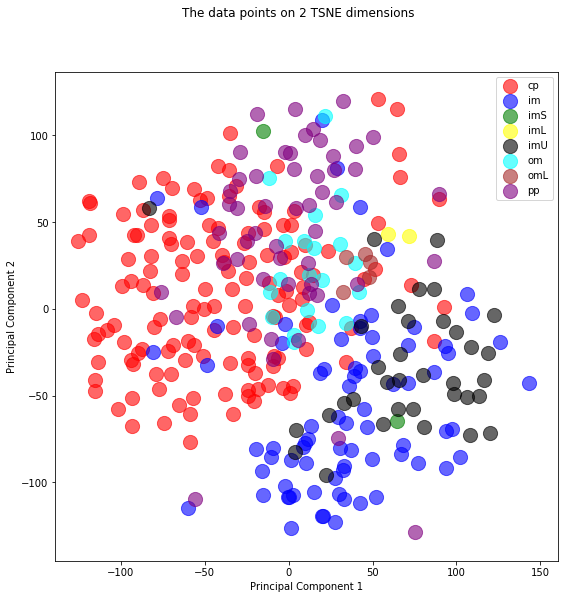 The data points on 2 TSNE dimensions
cp
im
imS
imL
imU
om
omL
pp
100
50
0
−50
−100
Principal Component 2
−100
−50
0
50
100
150
Principal Component 1